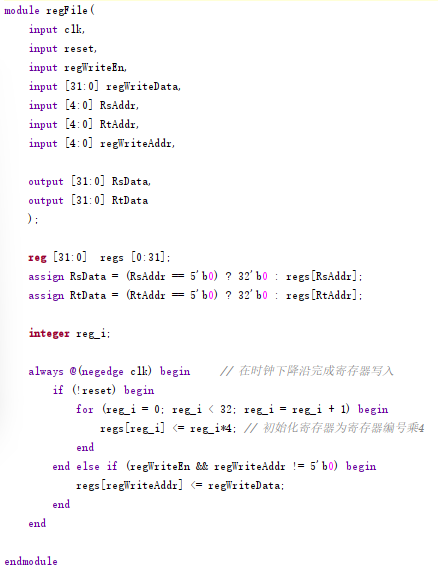 module regFile(
    input clk,
    input reset,
    input regWriteEn,
    input [31:0] regWriteData,
    input [4:0] RsAddr,
    input [4:0] RtAddr,
    input [4:0] regWriteAddr,

    output [31:0] RsData,
    output [31:0] RtData
    );

    reg [31:0]  regs [0:31];
    assign RsData = (RsAddr == 5'b0) ? 32'b0 : regs[RsAddr];
    assign RtData = (RtAddr == 5'b0) ? 32'b0 : regs[RtAddr];

    integer reg_i;

    always @(negedge clk) begin     // 在时钟下降沿完成寄存器写入
        if (!reset) begin
            for (reg_i = 0; reg_i < 32; reg_i = reg_i + 1) begin
                regs[reg_i] <= reg_i*4; // 初始化寄存器为寄存器编号乘4
            end
        end else if (regWriteEn && regWriteAddr != 5'b0) begin
            regs[regWriteAddr] <= regWriteData;
        end
    end

endmodule